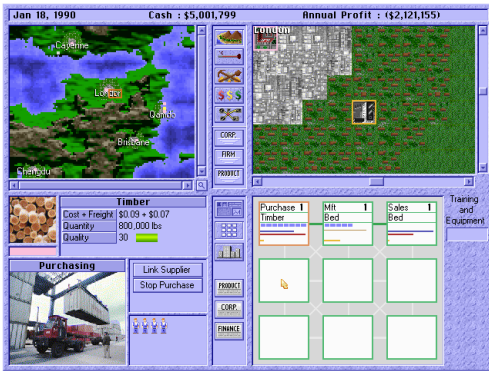 Jan 18, 1990 Cash : $5,001,799 Annual Profit : ($2,121,155)
Cayenne
London
Qamdo
Brisbane
Chengdu
CORP.
FIRM
PRODUCT
London
Timber
Cost + Freight $0.09 + $0.07
Quantity 800,000 lbs
Quality 30
Purchasing
Link Supplier
Stop Purchase
PRODUCT
CORP.
FINANCE
Purchase 1
Timber
Mft 1
Bed
Sales 1
Bed
Training
and
Equipment